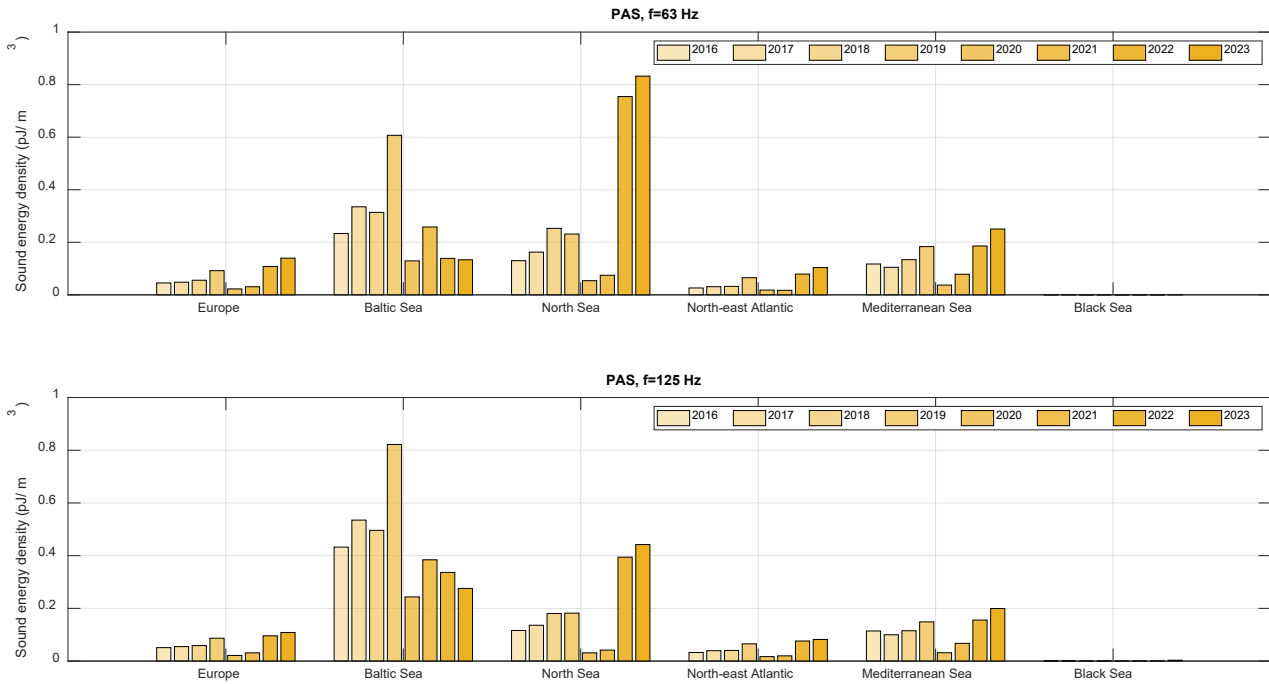 PAS, f=63 Hz
1
0.8
0.6
0.4
0.2
0
Sound energy density (pJ/ m
3
)
2016 2017 2018 2019 2020 2021 2022 2023
Europe Baltic Sea North Sea North-east Atlantic Mediterranean Sea Black Sea
PAS, f=125 Hz
1
0.8
0.6
0.4
0.2
0
Sound energy density (pJ/ m
3
)
2016 2017 2018 2019 2020 2021 2022 2023
Europe Baltic Sea North Sea North-east Atlantic Mediterranean Sea Black Sea